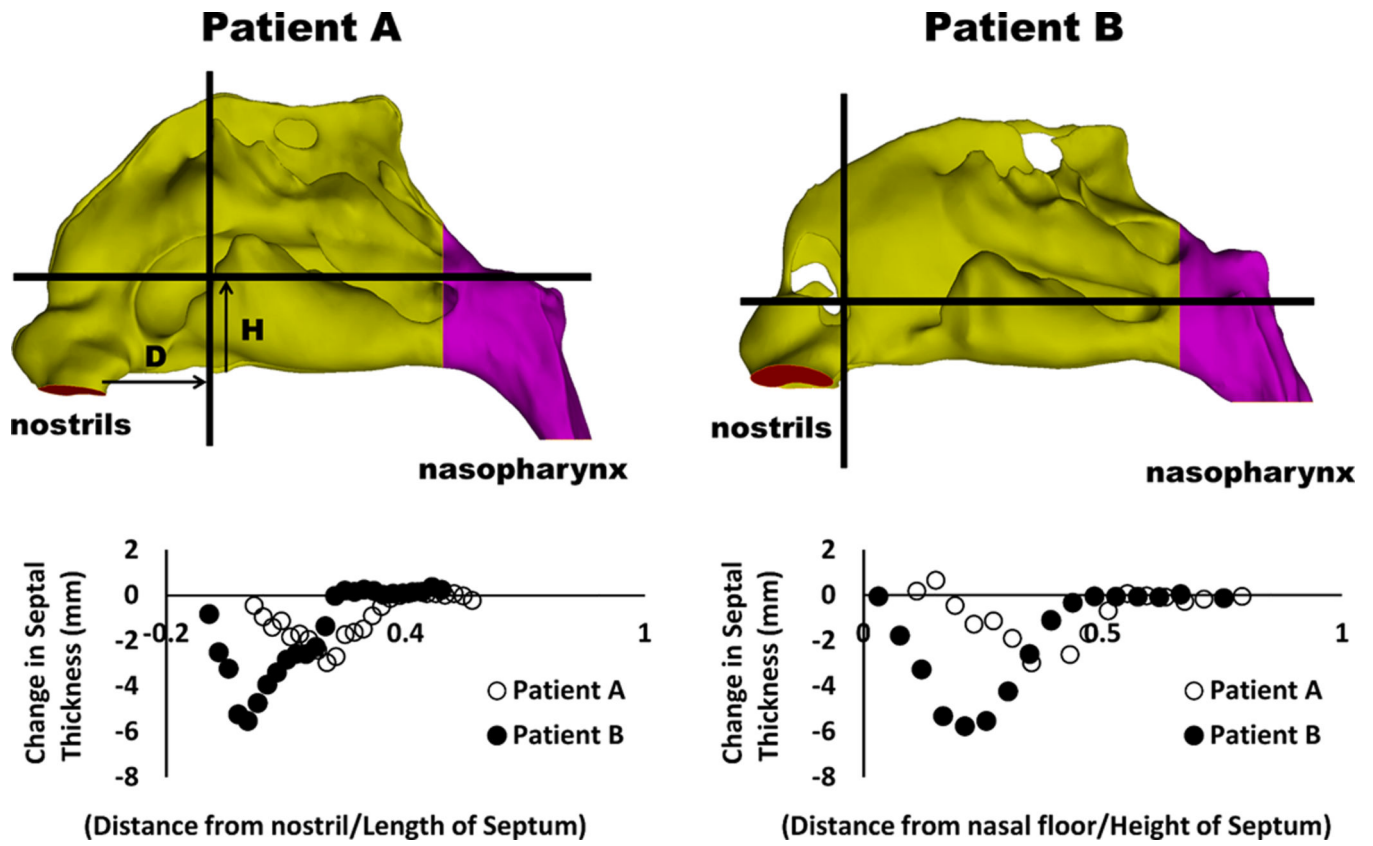 Patient A
Patient B
H
D
nostrils
nasopharynx
nostrils
nasopharynx
Change in Septal
Thickness (mm)
2
0
-2
-4
-6
-8
-0.2
0.4
1
Patient A
Patient B
(Distance from nostril/Length of Septum)
Change in Septal
Thickness (mm)
2
0
-2
-4
-6
-8
0
0.5
1
Patient A
Patient B
(Distance from nasal floor/Height of Septum)